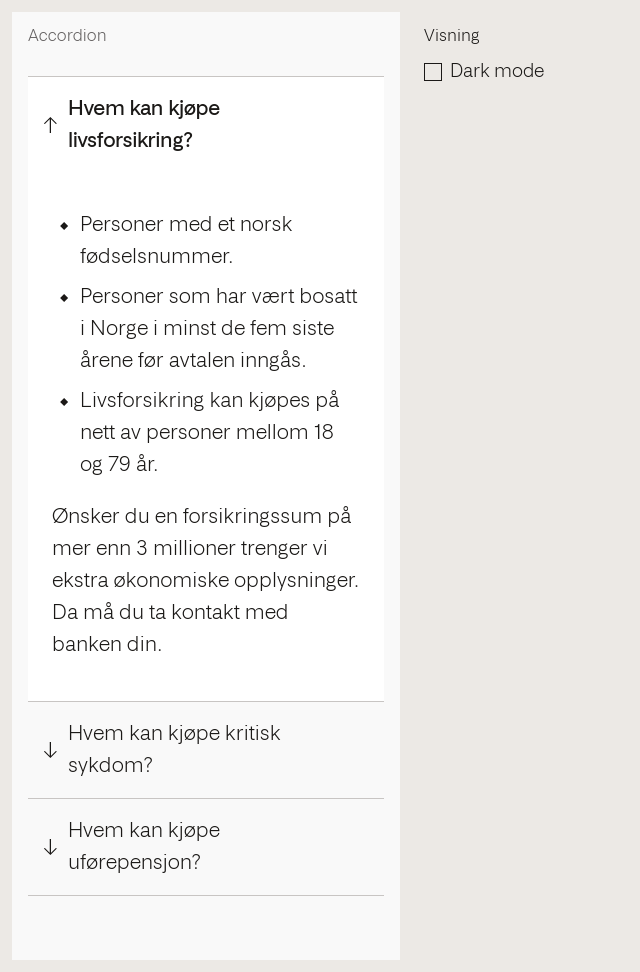 Accordion
Hvem kan kjøpe
livsforsikring?
Personer med et norsk
fødselsnummer.
Personer som har vært bosatt
i Norge i minst de fem siste
årene før avtalen inngås.
Livsforsikring kan kjøpes på
nett av personer mellom 18
og 79 år.
Ønsker du en forsikringssum på
mer enn 3 millioner trenger vi
ekstra økonomiske opplysninger.
Da må du ta kontakt med
banken din.
Hvem kan kjøpe kritisk
sykdom?
Hvem kan kjøpe
uførepensjon?
Visning
Dark mode